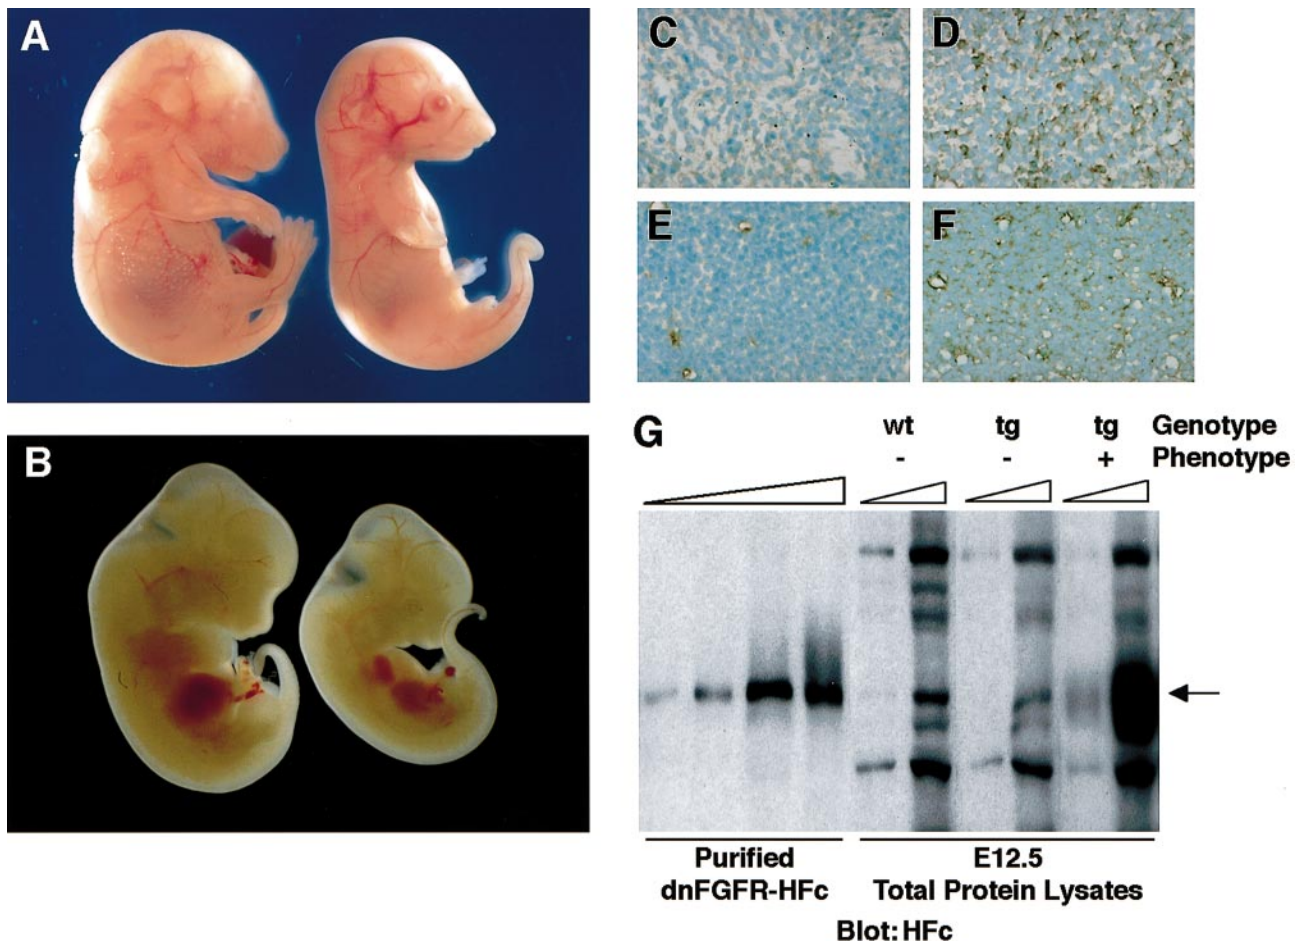 A
B
C
D
E
F
G
wt tg tg Genotype
- - + Phenotype
Purified
dnFGFR-HFc
E12.5
Total Protein Lysates
Blot: HFc